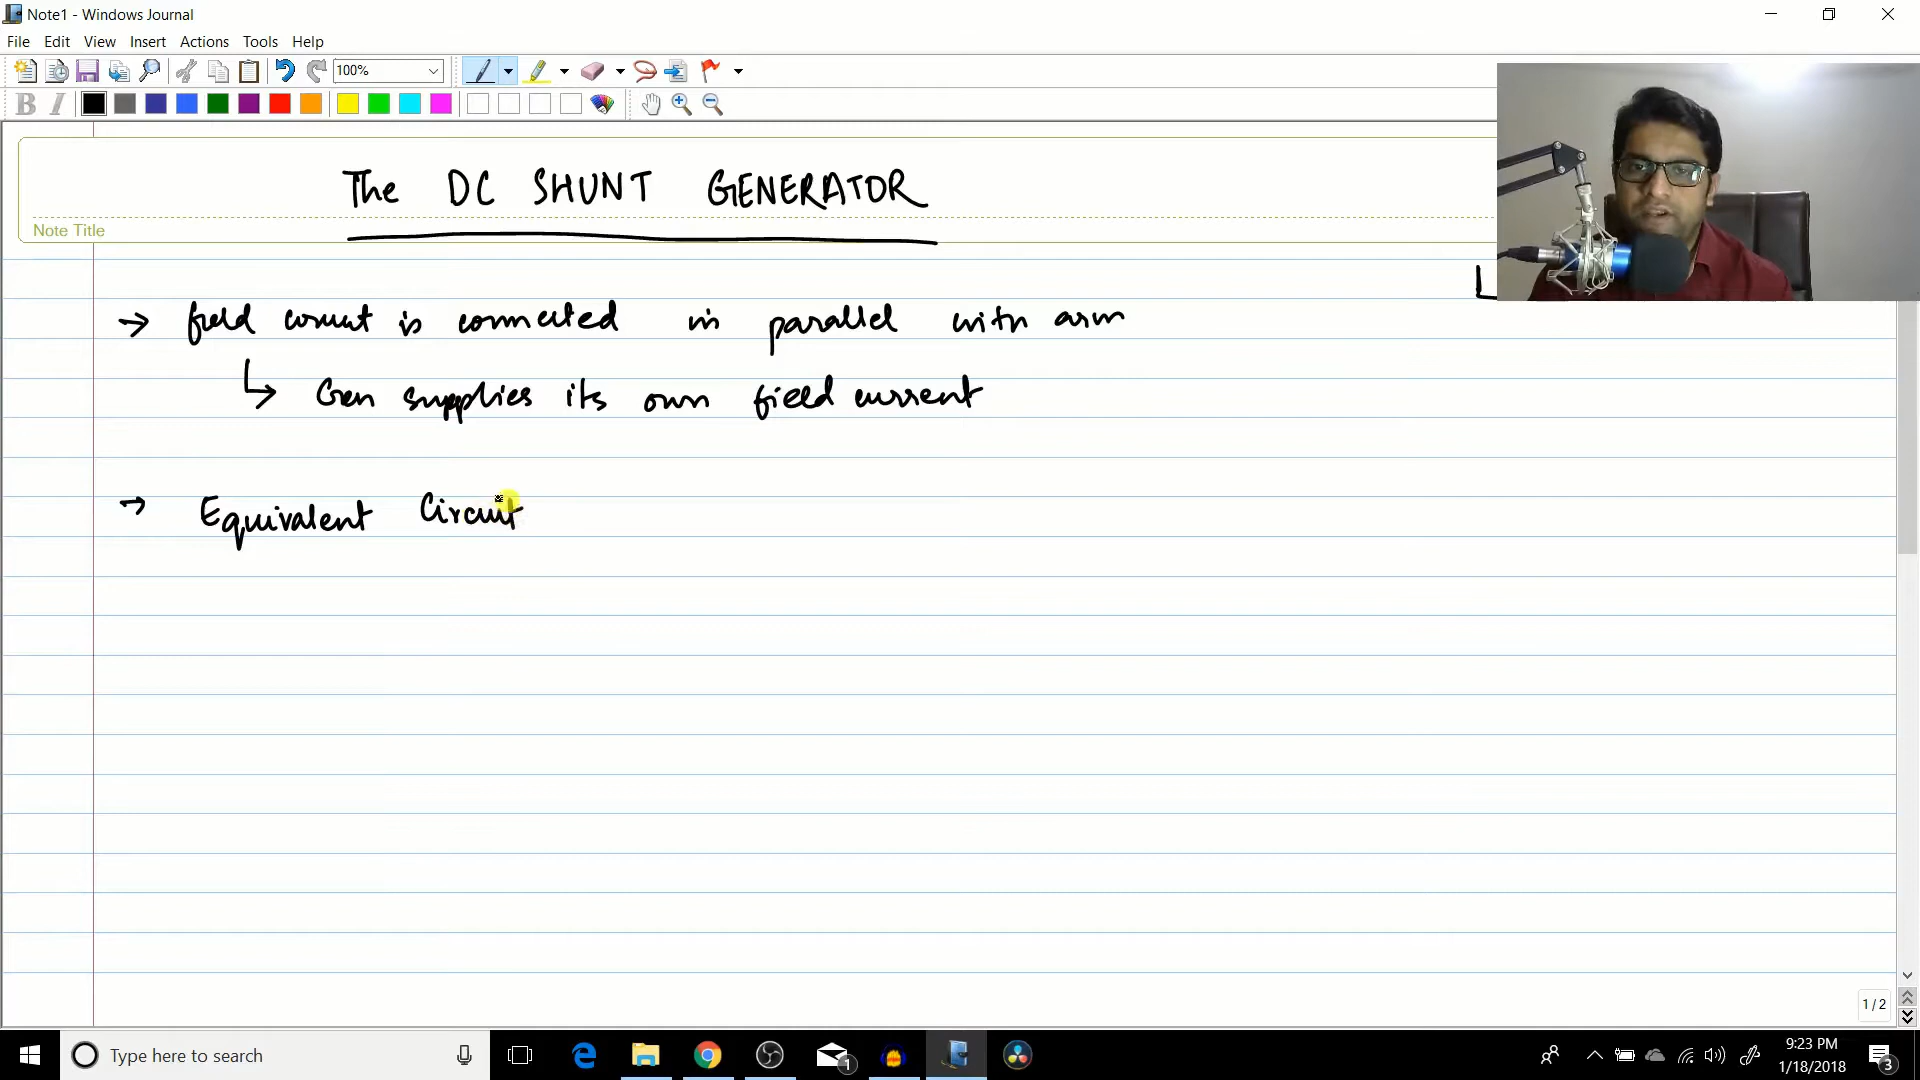 Note1 - Windows Journal
File Edit View Insert Actions Tools Help
100%
B I
The DC SHUNT GENERATOR
Note Title
→ field is connected in parallel with arm
↳ Gen supplies its own field current
→ Equivalent Circuit
1 / 2
Type here to search
1
9:23 PM
1/18/2018
3